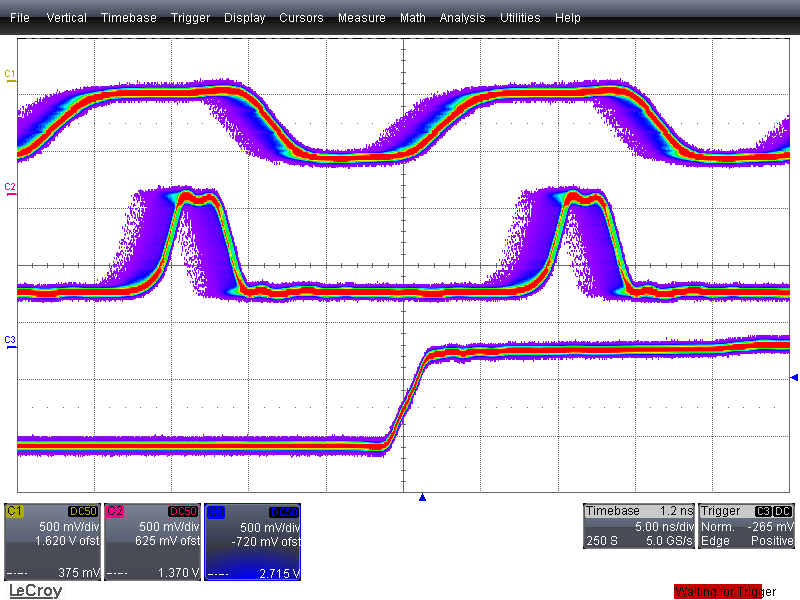 File Vertical Timebase Trigger Display Cursors Measure Math Analysis Utilities Help
C1
C2
C3
C1 DC50
500 mV/div
1.620 V ofst
375 mV
C2 DC50
500 mV/div
625 mV ofst
1.370 V
C3 DC50
500 mV/div
-720 mV ofst
2.715 V
Timebase 1.2 ns
5.00 ns/div
250 S 5.0 GS/s
Trigger C3 DC
Norm. -265 mV
Edge Positive
LeCroy
Waiting for Trigger